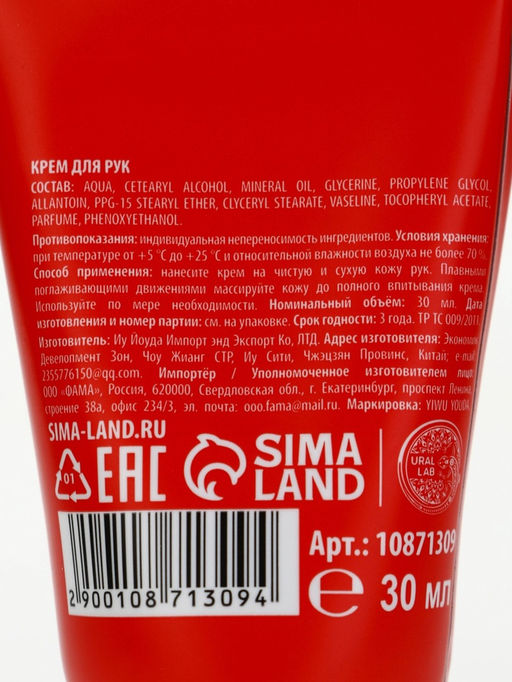 КРЕМ ДЛЯ РУК
СОСТАВ: AQUA, CETEARYL ALCOHOL, MINERAL OIL, GLYCERINE, PROPYLENE GLYCOL,
ALLANTOIN, PPG-15 STEARYL ETHER, CLYCERYL STEARATE, VASELINE, TOCOPHERYL ACETATE,
PARFUME, PHENOXYETHANOL.
Противопоказания: индивидуальная непереносимость ингредиентов. Условия хранения:
при температуре от +5 °С до +25 °С и относительной влажности воздуха не более 70 %.
Способ применения: нанесите крем на чистую и сухую кожу рук. Плавными
поглаживающими движениями массируйте кожу до полного впитывания крема.
Используйте по мере необходимости. Номинальный объём: 30 мл. Дата
изготовления и номер партии: см. на упаковке. Срок годности: 3 года. ТР ТС 009/2011
Изготовитель: Иу Йоуда Импорт энд Экспорт Ко, ЛТД. Адрес изготовителя: Экономик
Девелопмент Зон, Чоу Жианг СТР, Иу Сити, Чжэцзян Провинс, Китай; e-mail:
2355776150@qq.com. Импортёр / Уполномоченное изготовителем лицо:
ООО «ФАМА», Россия, 620000, Свердловская обл., г. Екатеринбург, проспект Ленина,
строение 38а, офис 234/3, эл. почта: ooo.fama@mail.ru. Маркировка: YIWU YOUDA
SIMA-LAND.RU
01
EAC
SIMA
LAND
URAL
LAB
Арт.: 10871309
2 900108 713094
e 30 мл